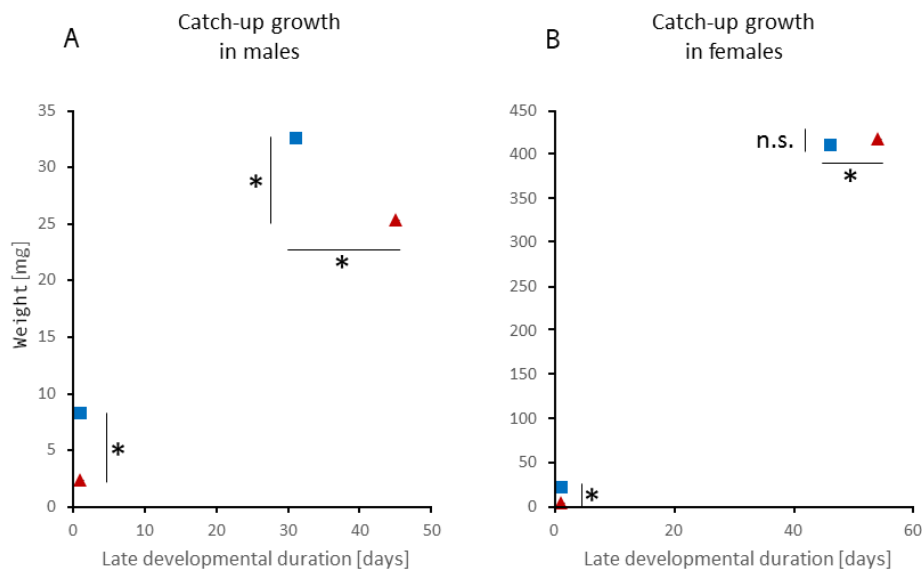 A
Catch-up growth
in males
35
30
25
20
15
10
5
0
Weight [mg]
*
*
*
0 10 20 30 40 50
Late developmental duration [days]
B
Catch-up growth
in females
450
400
350
300
250
200
150
100
50
0
n.s.
*
*
0 20 40 60
Late developmental duration [days]